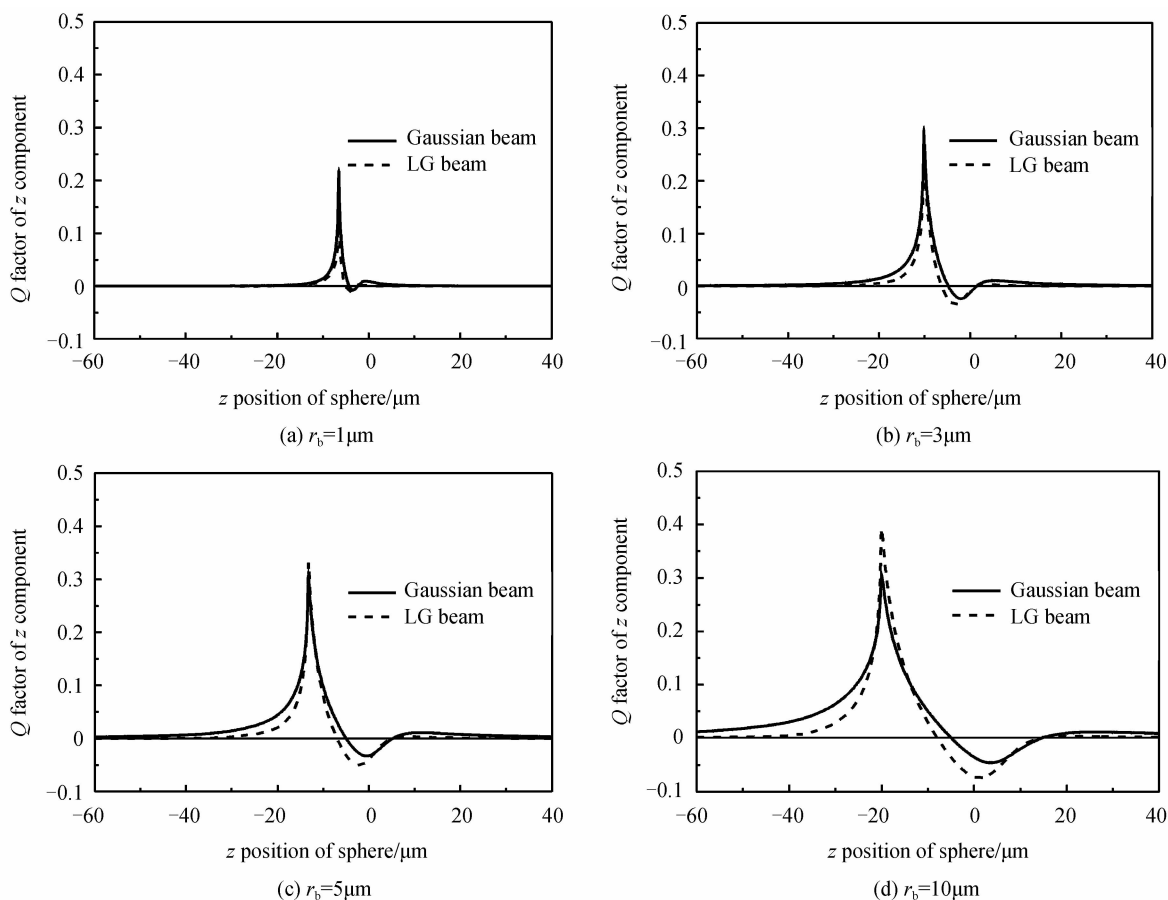 0.5
0.4
0.3
0.2
0.1
0
−0.1
Q factor of z component
Gaussian beam
LG beam
−60
−40
−20
0
20
40
z position of sphere/μm
(a) r_b=1μm
0.5
0.4
0.3
0.2
0.1
0
−0.1
Q factor of z component
Gaussian beam
LG beam
−60
−40
−20
0
20
40
z position of sphere/μm
(b) r_b=3μm
0.5
0.4
0.3
0.2
0.1
0
−0.1
Q factor of z component
Gaussian beam
LG beam
−60
−40
−20
0
20
40
z position of sphere/μm
(c) r_b=5μm
0.5
0.4
0.3
0.2
0.1
0
−0.1
Q factor of z component
Gaussian beam
LG beam
−60
−40
−20
0
20
40
z position of sphere/μm
(d) r_b=10μm